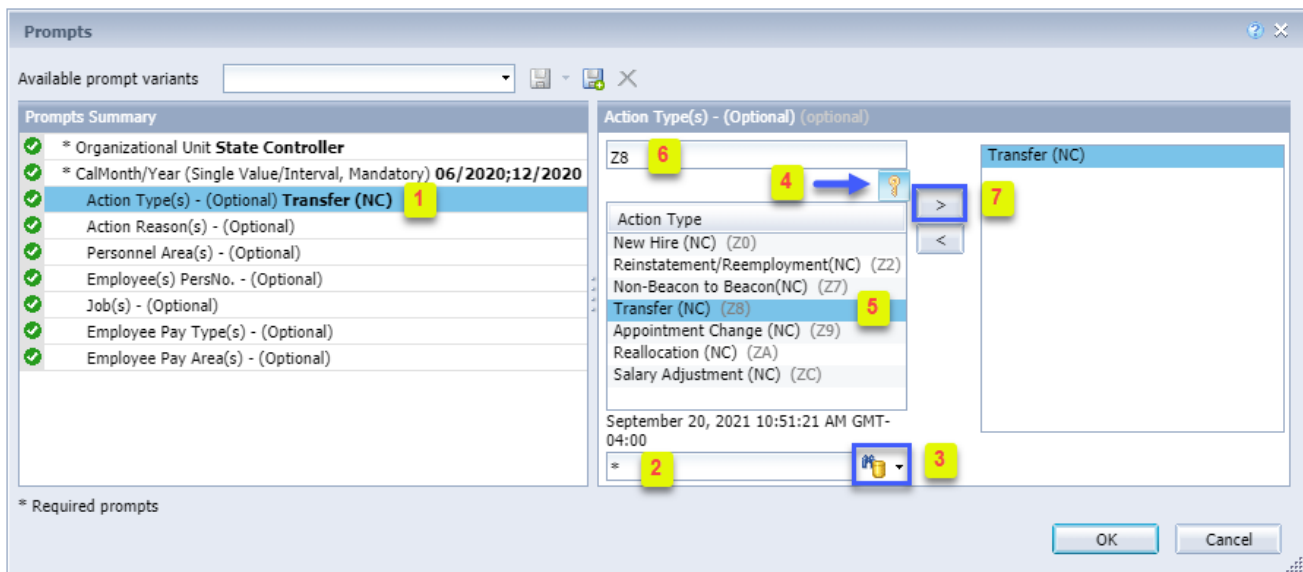 Prompts
Available prompt variants
Prompts Summary
* Organizational Unit State Controller
* CalMonth/Year (Single Value/Interval, Mandatory) 06/2020;12/2020
Action Type(s) - (Optional) Transfer (NC) 1
Action Reason(s) - (Optional)
Personnel Area(s) - (Optional)
Employee(s) PersNo. - (Optional)
Job(s) - (Optional)
Employee Pay Type(s) - (Optional)
Employee Pay Area(s) - (Optional)
Action Type(s) - (Optional) (optional)
Z8 6
4
Action Type
New Hire (NC) (Z0)
Reinstatement/Reemployment(NC) (Z2)
Non-Beacon to Beacon(NC) (Z7)
Transfer (NC) (Z8) 5
Appointment Change (NC) (Z9)
Reallocation (NC) (ZA)
Salary Adjustment (NC) (ZC)
September 20, 2021 10:51:21 AM GMT-
04:00
* 2 3
> 7
<
Transfer (NC)
* Required prompts
OK Cancel